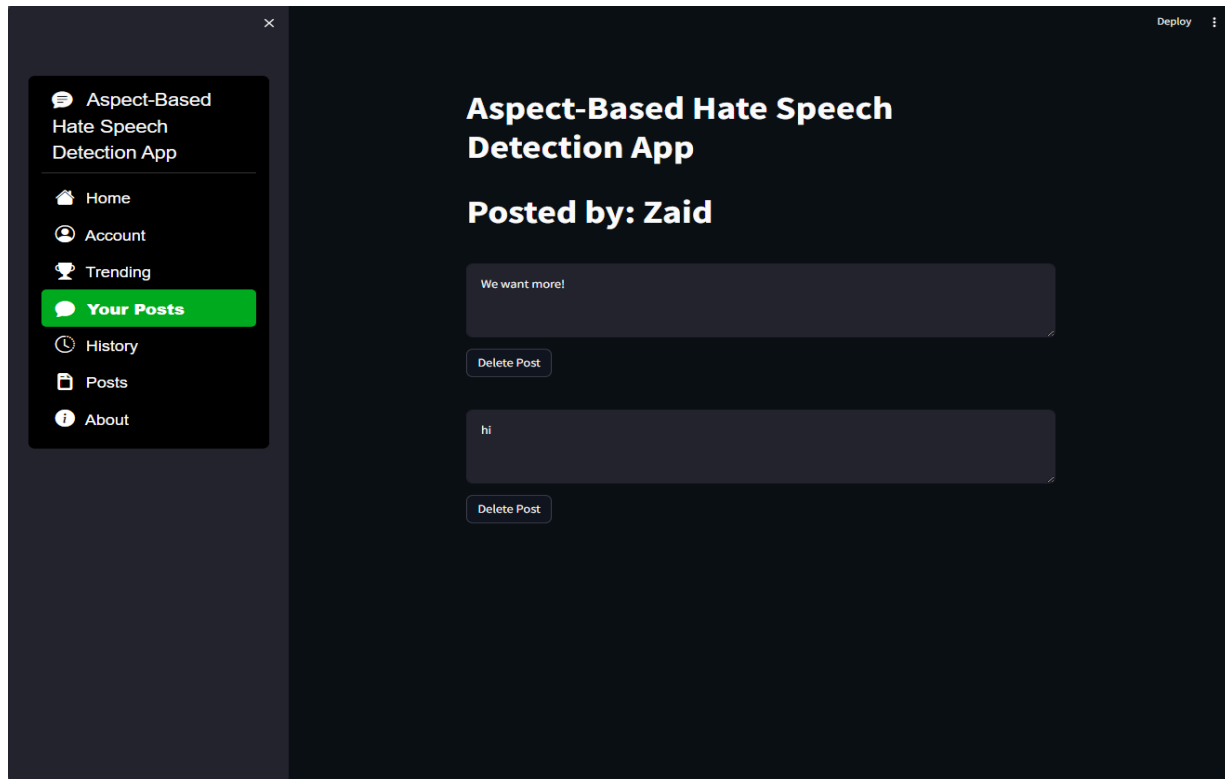 Deploy
Aspect-Based
Hate Speech
Detection App
Home
Account
Trending
Your Posts
History
Posts
About
Aspect-Based Hate Speech
Detection App
Posted by: Zaid
We want more!
Delete Post
hi
Delete Post